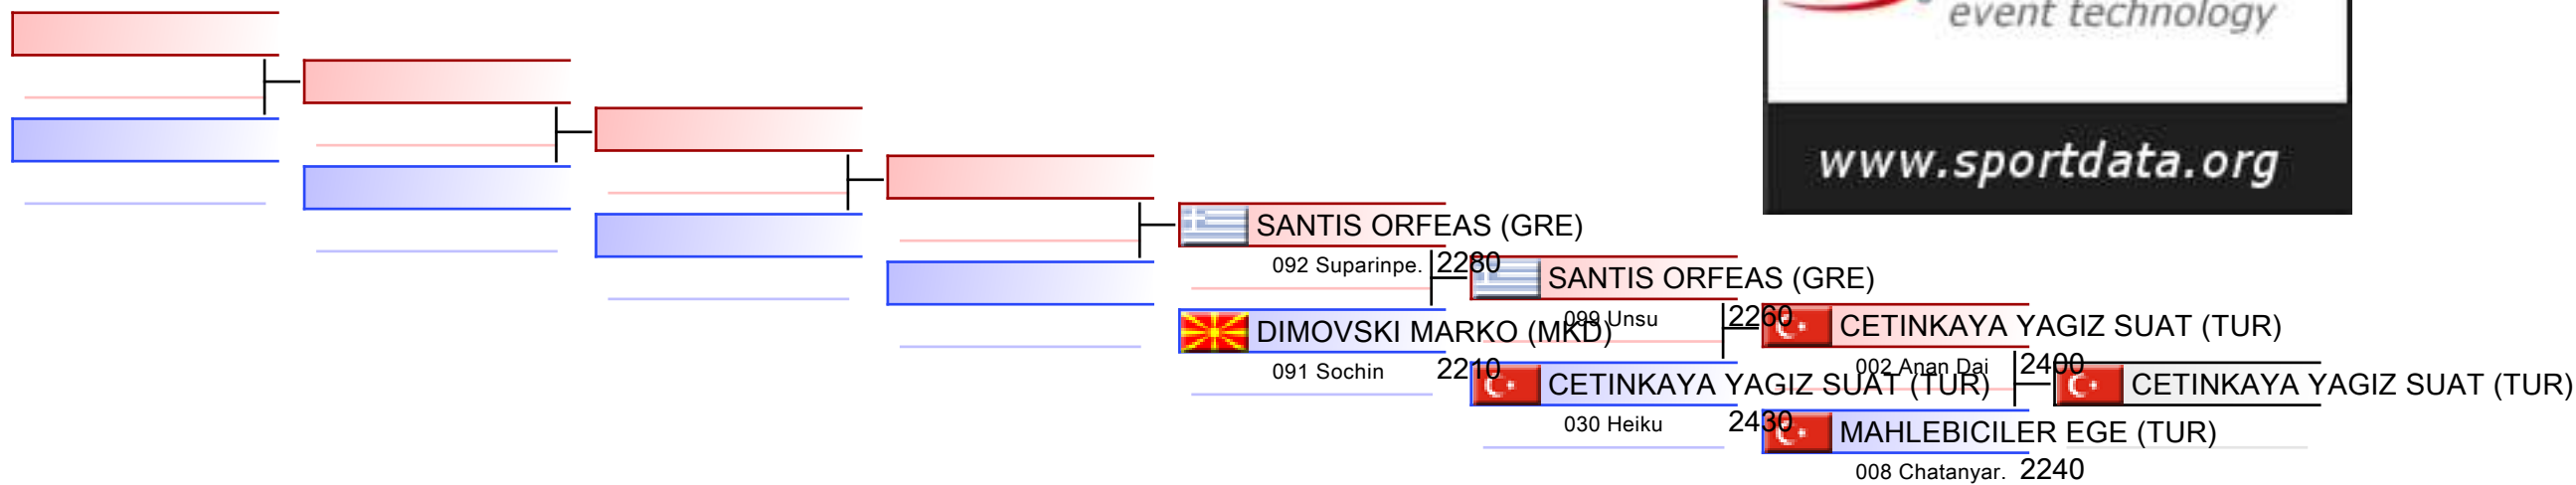 event technology
www.sportdata.org
SANTIS ORFEAS (GRE)
092 Suparinpe. 2280
DIMOVSKI MARKO (MKD)
091 Sochin 2210
SANTIS ORFEAS (GRE)
099 Unsu 2260
CETINKAYA YAGIZ SUAT (TUR)
030 Heiku 2430
CETINKAYA YAGIZ SUAT (TUR)
002 Anan Dai 2400
MAHLEBICILER EGE (TUR)
008 Chatanyar. 2240
CETINKAYA YAGIZ SUAT (TUR)